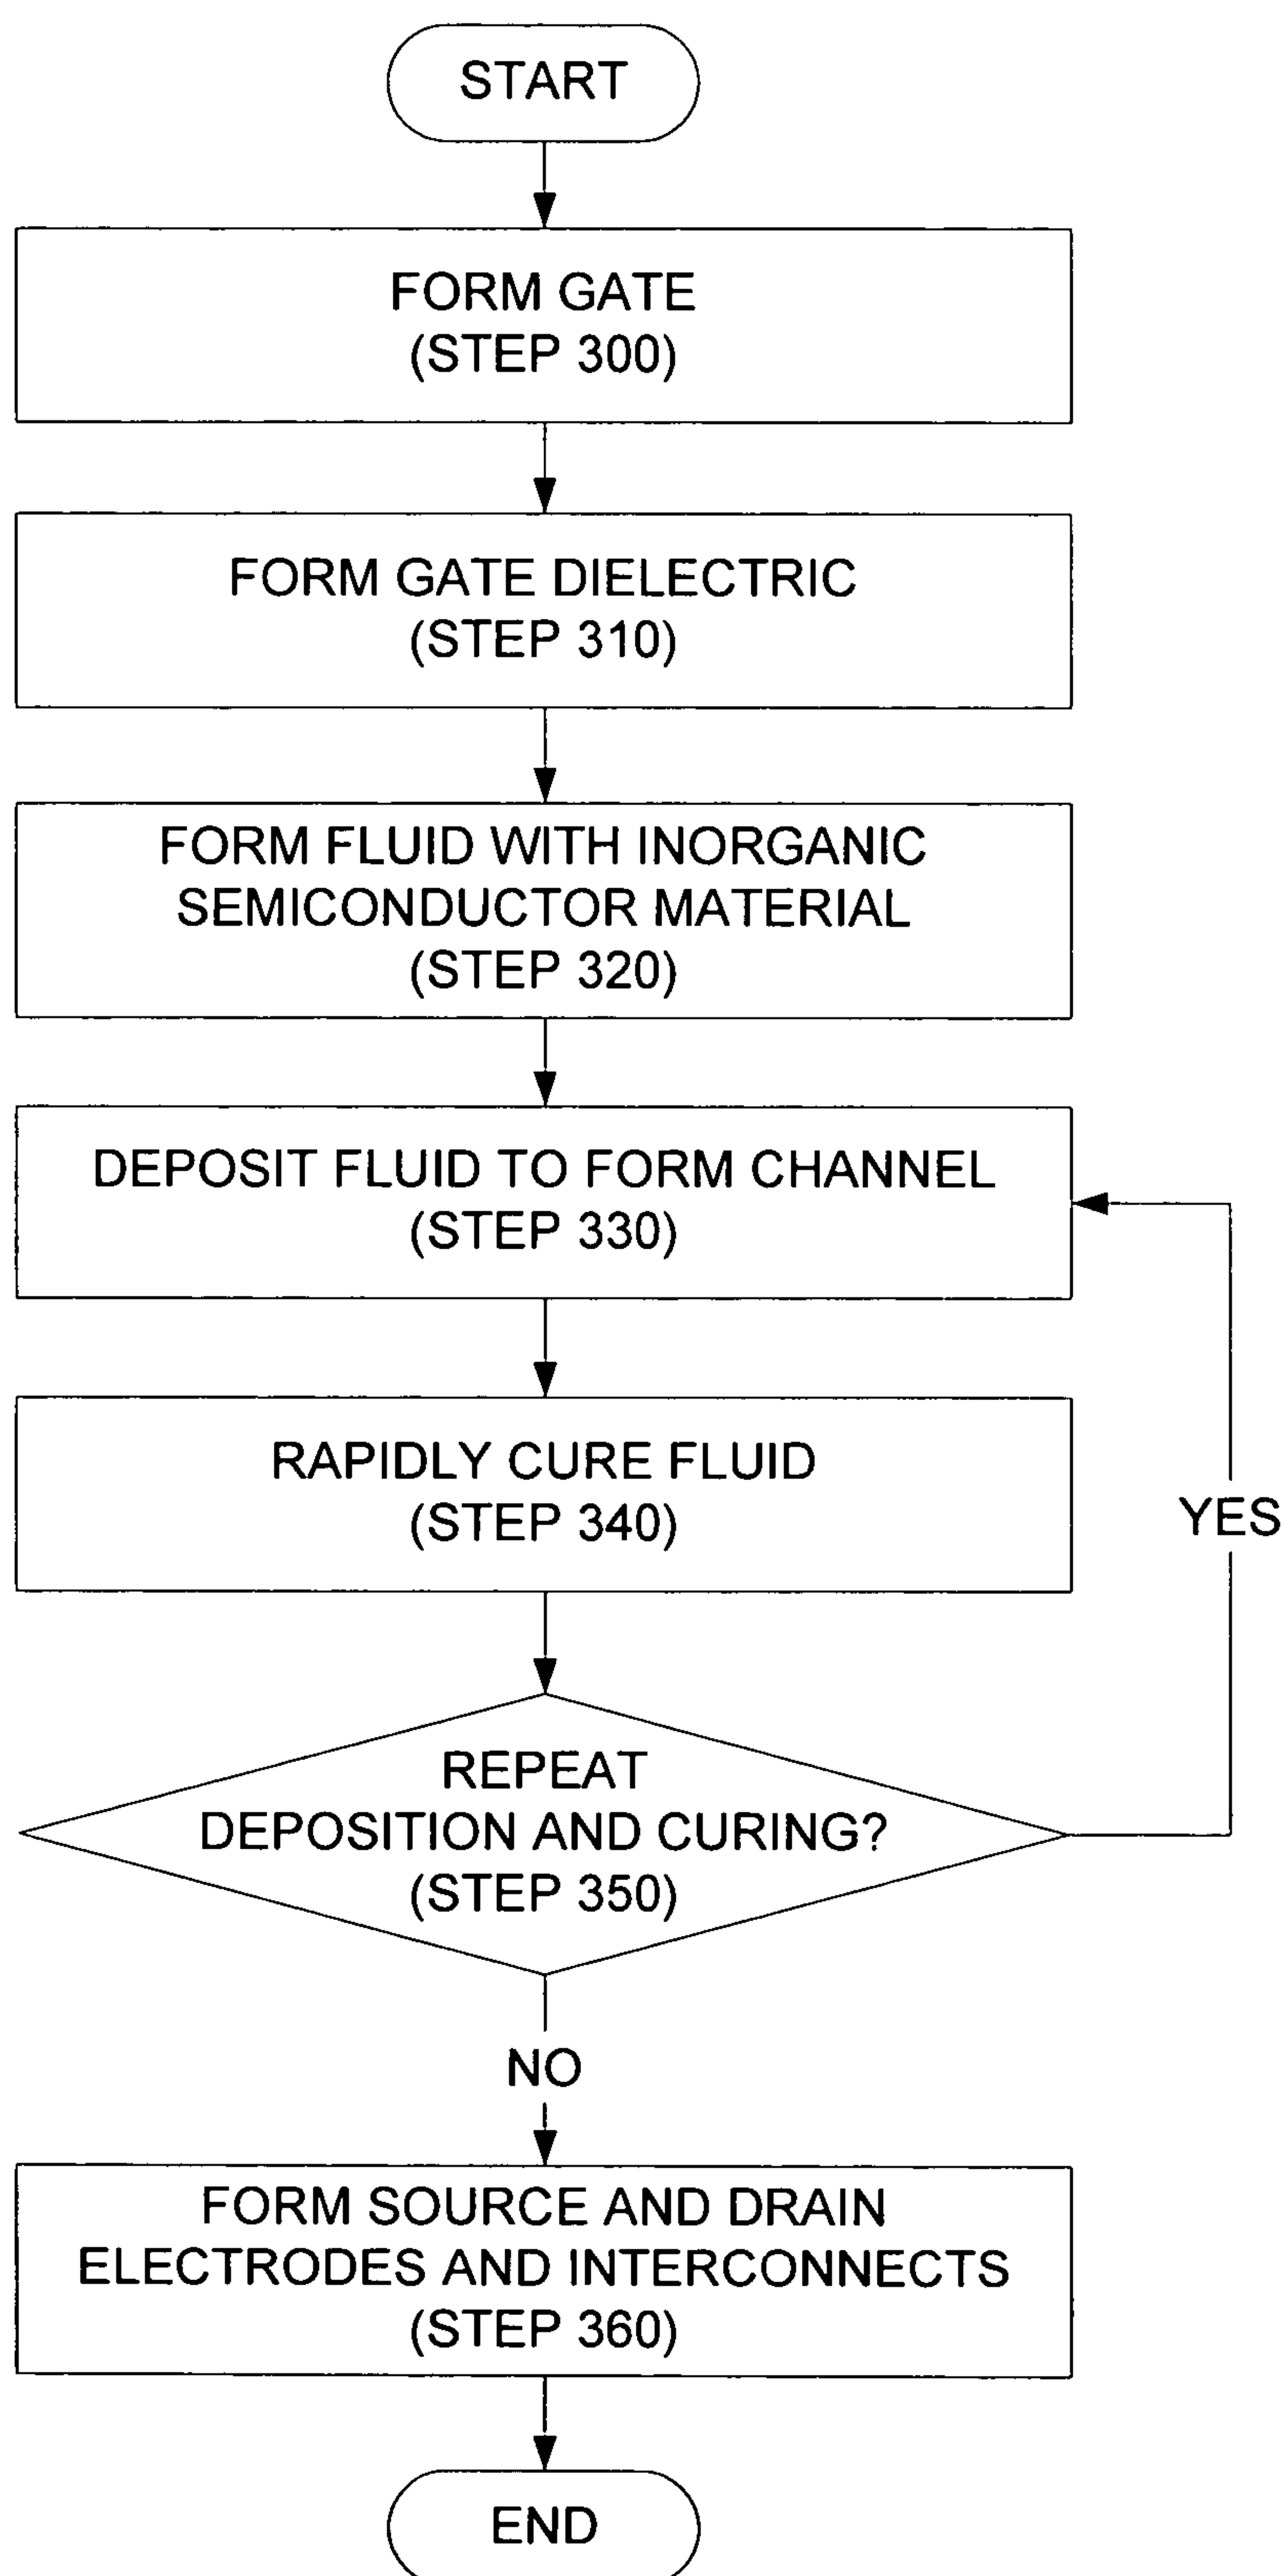 START
FORM GATE
(STEP 300)
FORM GATE DIELECTRIC
(STEP 310)
FORM FLUID WITH INORGANIC
SEMICONDUCTOR MATERIAL
(STEP 320)
DEPOSIT FLUID TO FORM CHANNEL
(STEP 330)
RAPIDLY CURE FLUID
(STEP 340)
YES
REPEAT
DEPOSITION AND CURING?
(STEP 350)
NO
FORM SOURCE AND DRAIN
ELECTRODES AND INTERCONNECTS
(STEP 360)
END